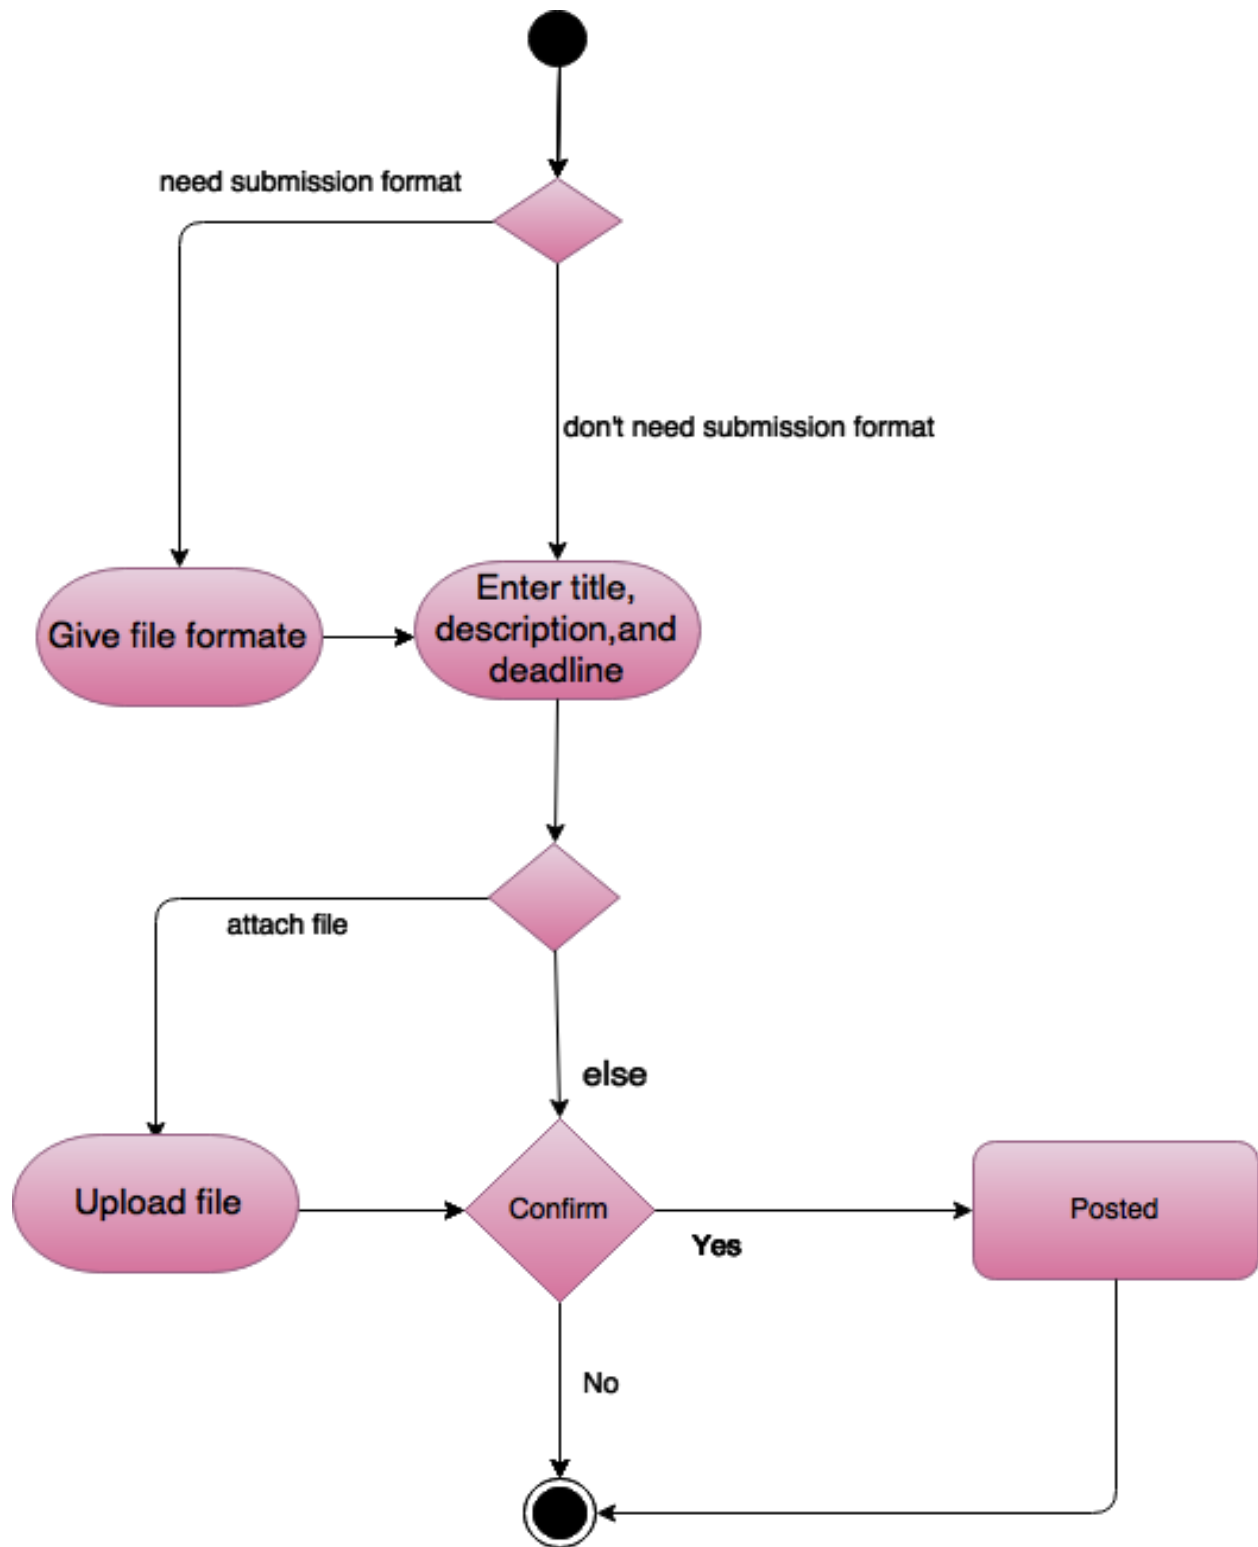 need submission format
don't need submission format
Give file formate
Enter title,
description,and
deadline
attach file
else
Upload file
Confirm
Yes
Posted
No